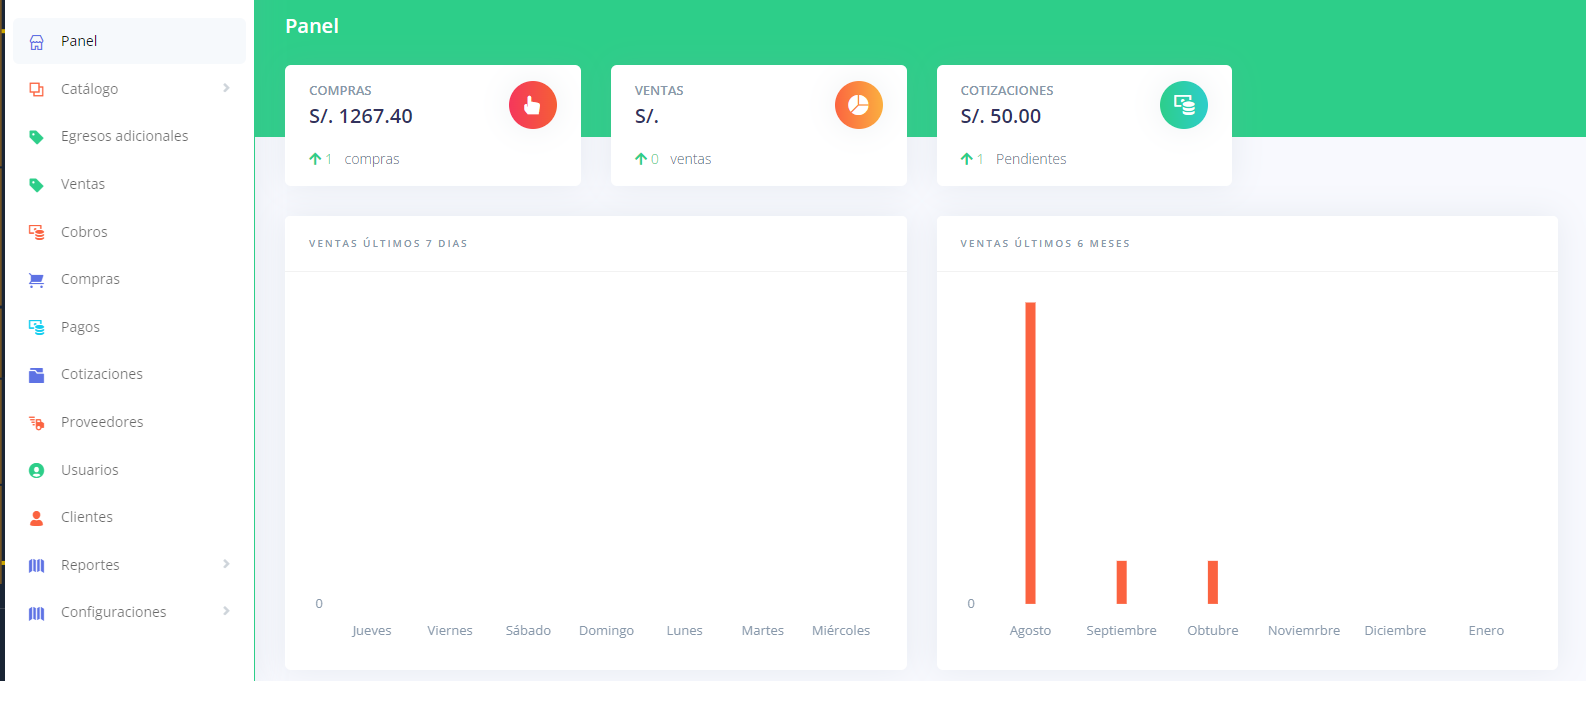 Panel
Catálogo
Egresos adicionales
Ventas
Cobros
Compras
Pagos
Cotizaciones
Proveedores
Usuarios
Clientes
Reportes
Configuraciones
Panel
COMPRAS
S/. 1267.40
1 compras
VENTAS
S/.
0 ventas
COTIZACIONES
S/. 50.00
1 Pendientes
VENTAS ÚLTIMOS 7 DIAS
0
Jueves Viernes Sábado Domingo Lunes Martes Miércoles
VENTAS ÚLTIMOS 6 MESES
0
Agosto Septiembre Obtubre Noviemrbre Diciembre Enero